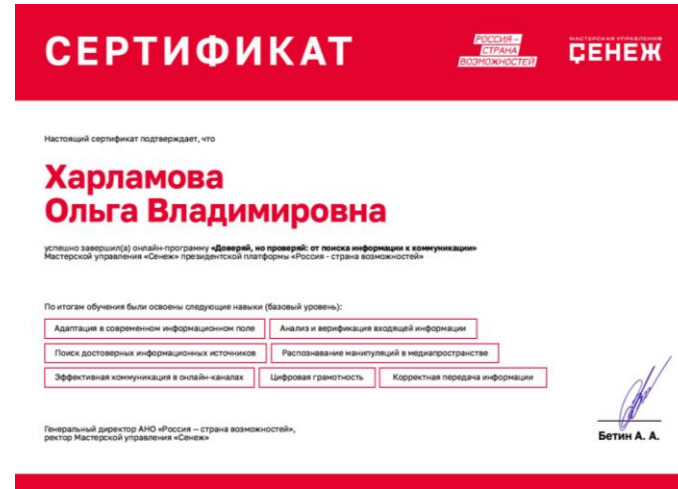 СЕРТИФИКАТ
РОССИЯ –
СТРАНА
ВОЗМОЖНОСТЕЙ
МАСТЕРСКАЯ УПРАВЛЕНИЯ
СЕНЕЖ
Настоящий сертификат подтверждает, что
Харламова
Ольга Владимировна
успешно завершил(а) онлайн-программу «Доверяй, но проверяй: от поиска информации к коммуникации»
Мастерской управления «Сенеж» президентской платформы «Россия - страна возможностей»
По итогам обучения были освоены следующие навыки (базовый уровень):
Адаптация в современном информационном поле
Анализ и верификация входящей информации
Поиск достоверных информационных источников
Распознавание манипуляций в медиапространстве
Эффективная коммуникация в онлайн-каналах
Цифровая грамотность
Корректная передача информации
Генеральный директор АНО «Россия – страна возможностей»,
ректор Мастерской управления «Сенеж»
Бетин А. А.